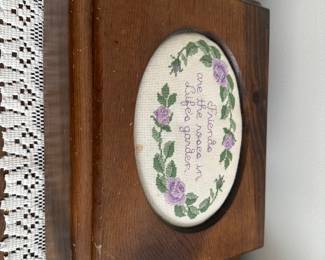 Friends
are the roses in
Life's garden.